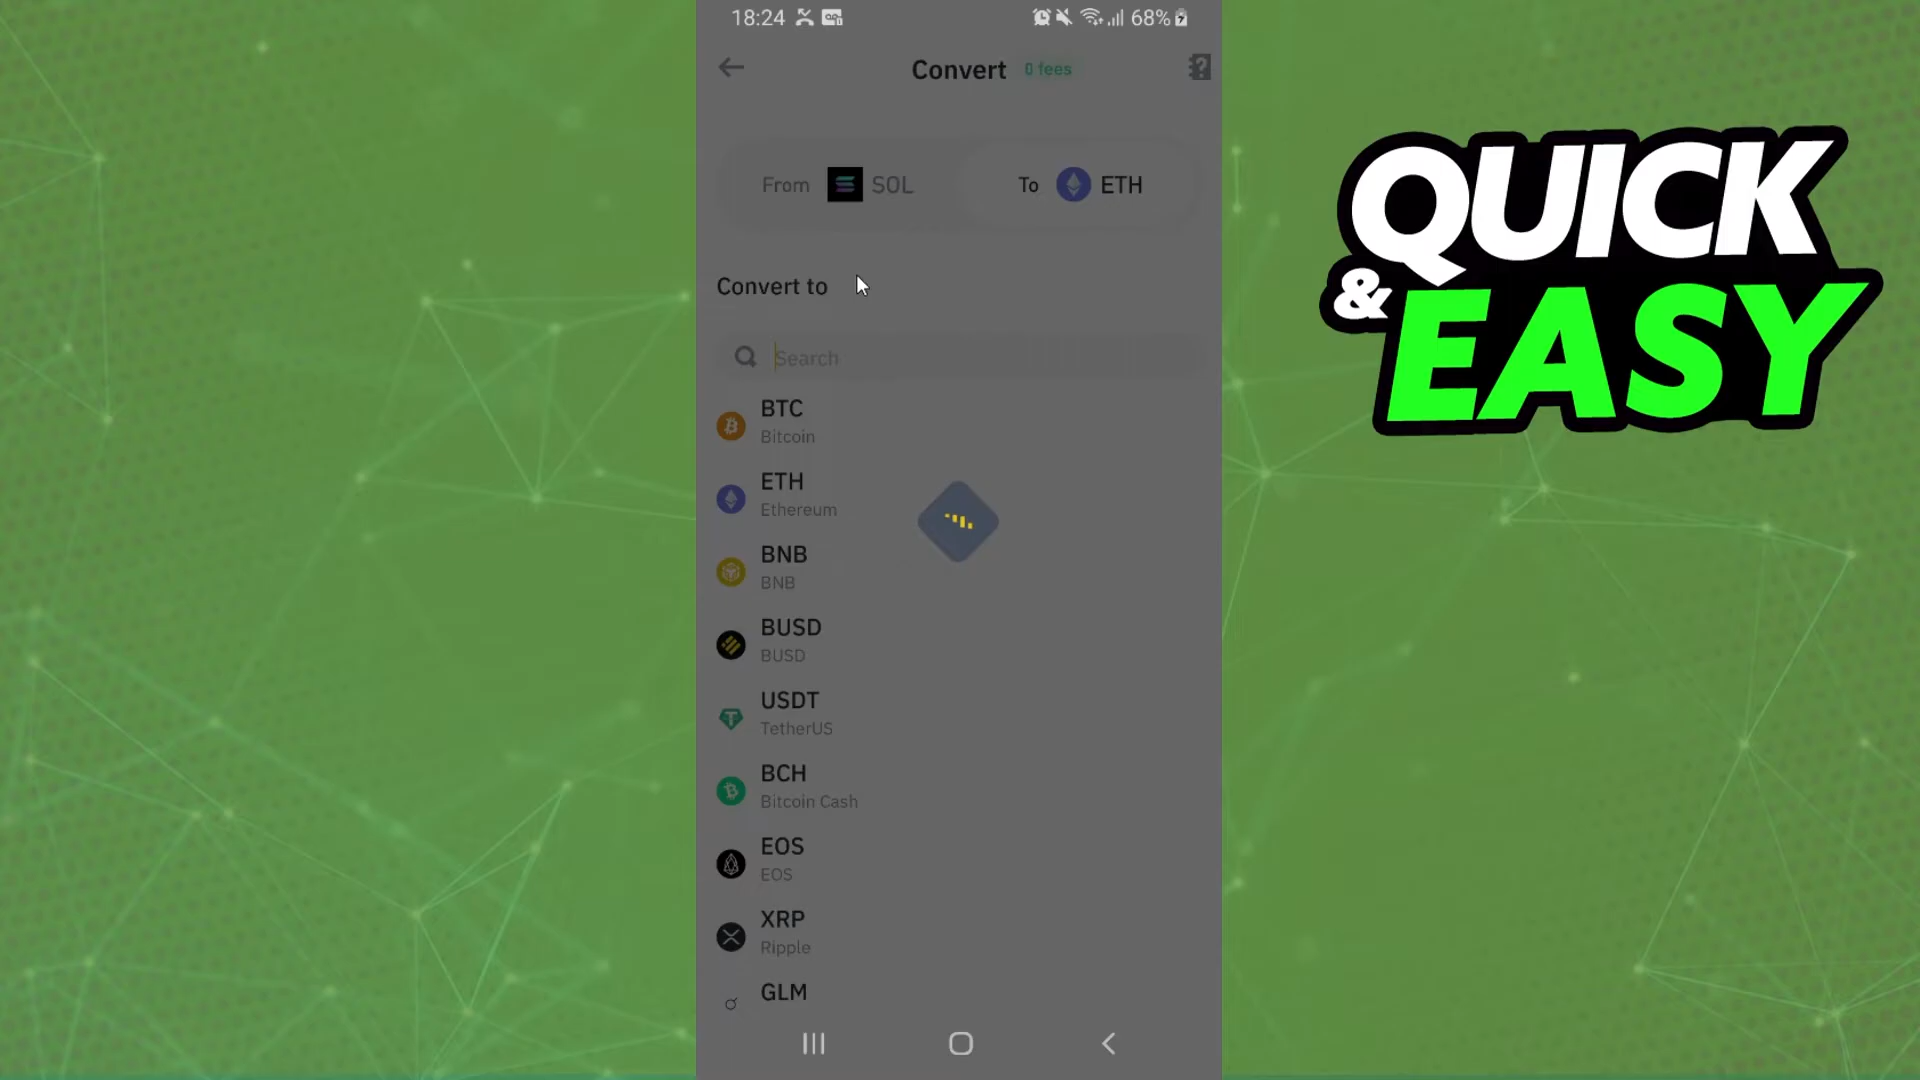 18:24 68%
Convert 0 fees
From SOL To ETH
Convert to
Search
BTC
Bitcoin
ETH
Ethereum
BNB
BNB
BUSD
BUSD
USDT
TetherUS
BCH
Bitcoin Cash
EOS
EOS
XRP
Ripple
GLM
QUICK
& EASY